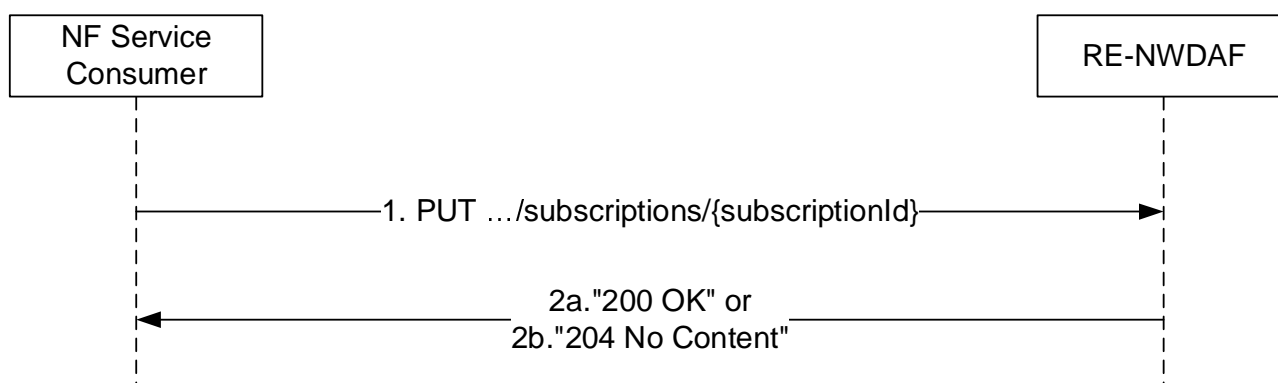 NF Service
Consumer
RE-NWDAF
1. PUT …/subscriptions/{subscriptionId}
2a."200 OK" or
2b."204 No Content"